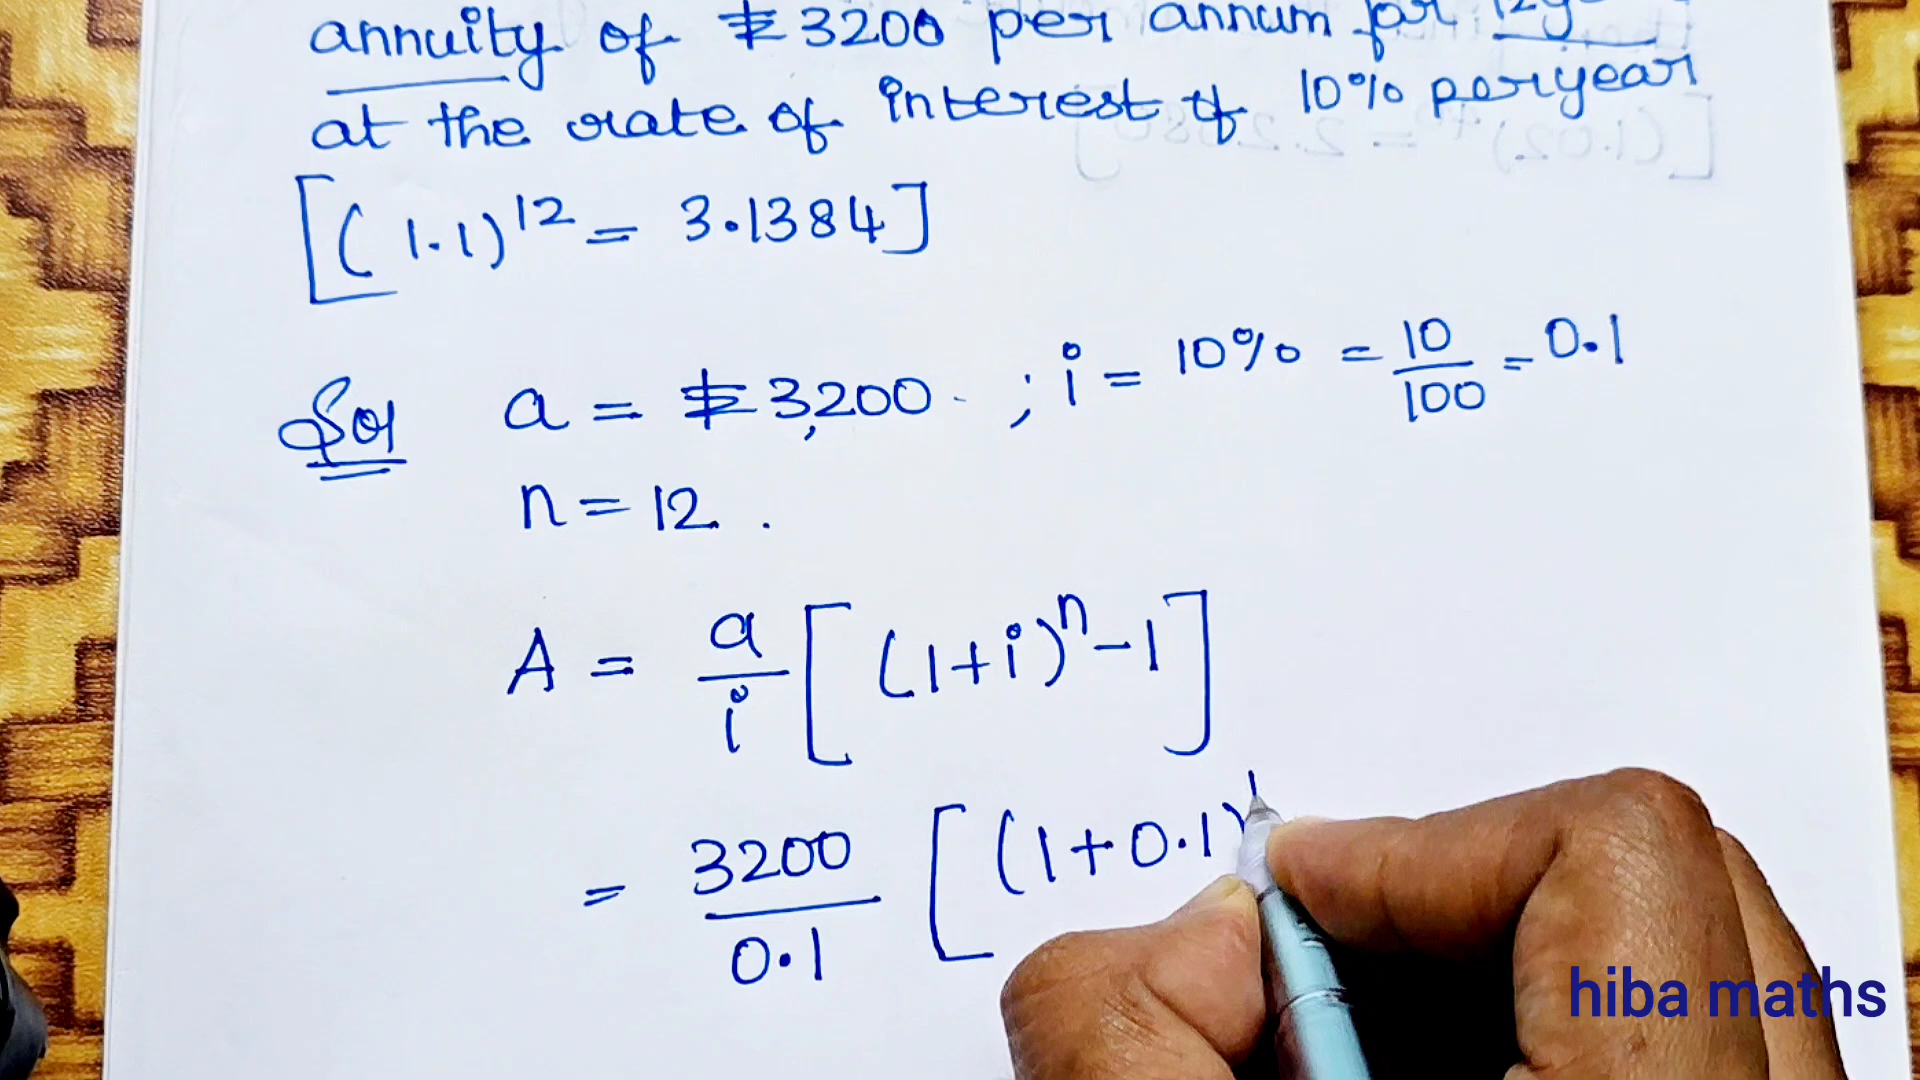 annuity of ₹ 3200 per annum for 12y
at the rate of interest of 10% per year
[(1.1)^12 = 3.1384]
Sol a = ₹ 3,200 ; i = 10% = 10/100 = 0.1
n = 12 .
A = a/i [(1+i)^n - 1]
= 3200/0.1 [(1+0.1)^1
hiba maths